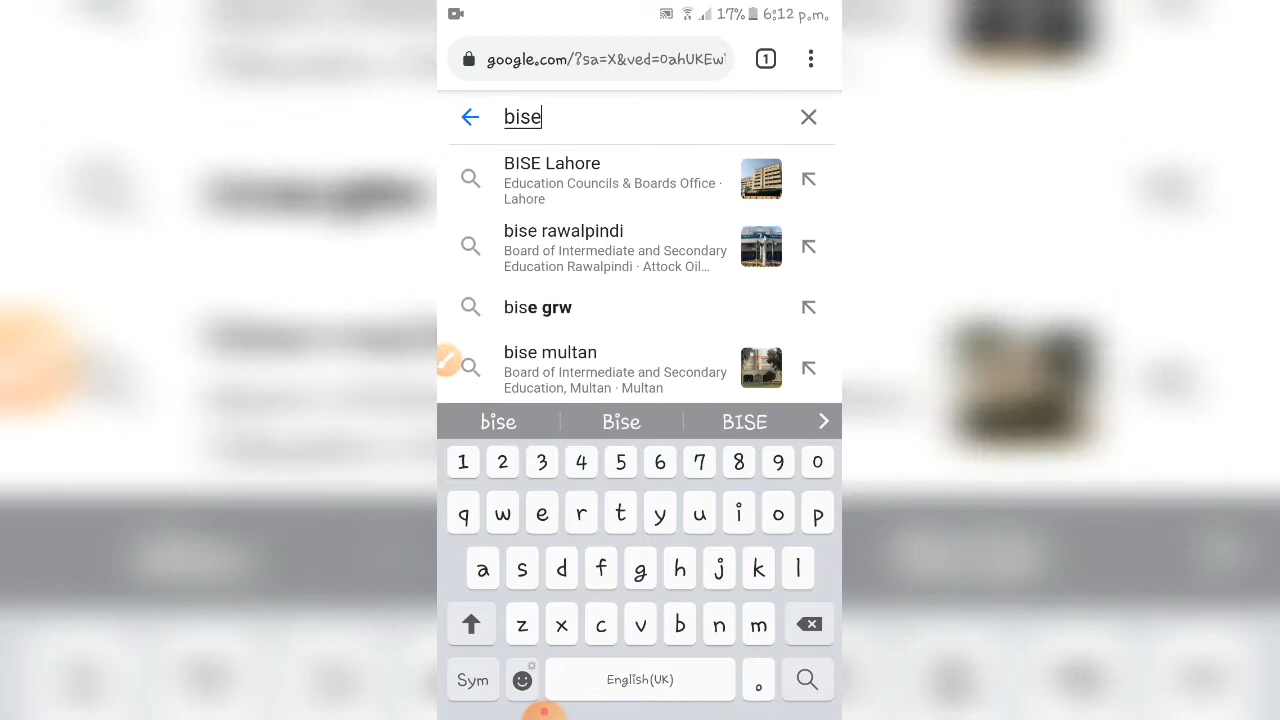 17% 6:12 p.m.
google.com/?sa=X&ved=0ahUKEw
1
bise
BISE Lahore
Education Councils & Boards Office ·
Lahore
bise rawalpindi
Board of Intermediate and Secondary
Education Rawalpindi · Attock Oil...
bise grw
bise multan
Board of Intermediate and Secondary
Education, Multan · Multan
bise Bise BISE
1 2 3 4 5 6 7 8 9 0
q w e r t y u i o p
a s d f g h j k l
z x c v b n m
Sym English(UK) .